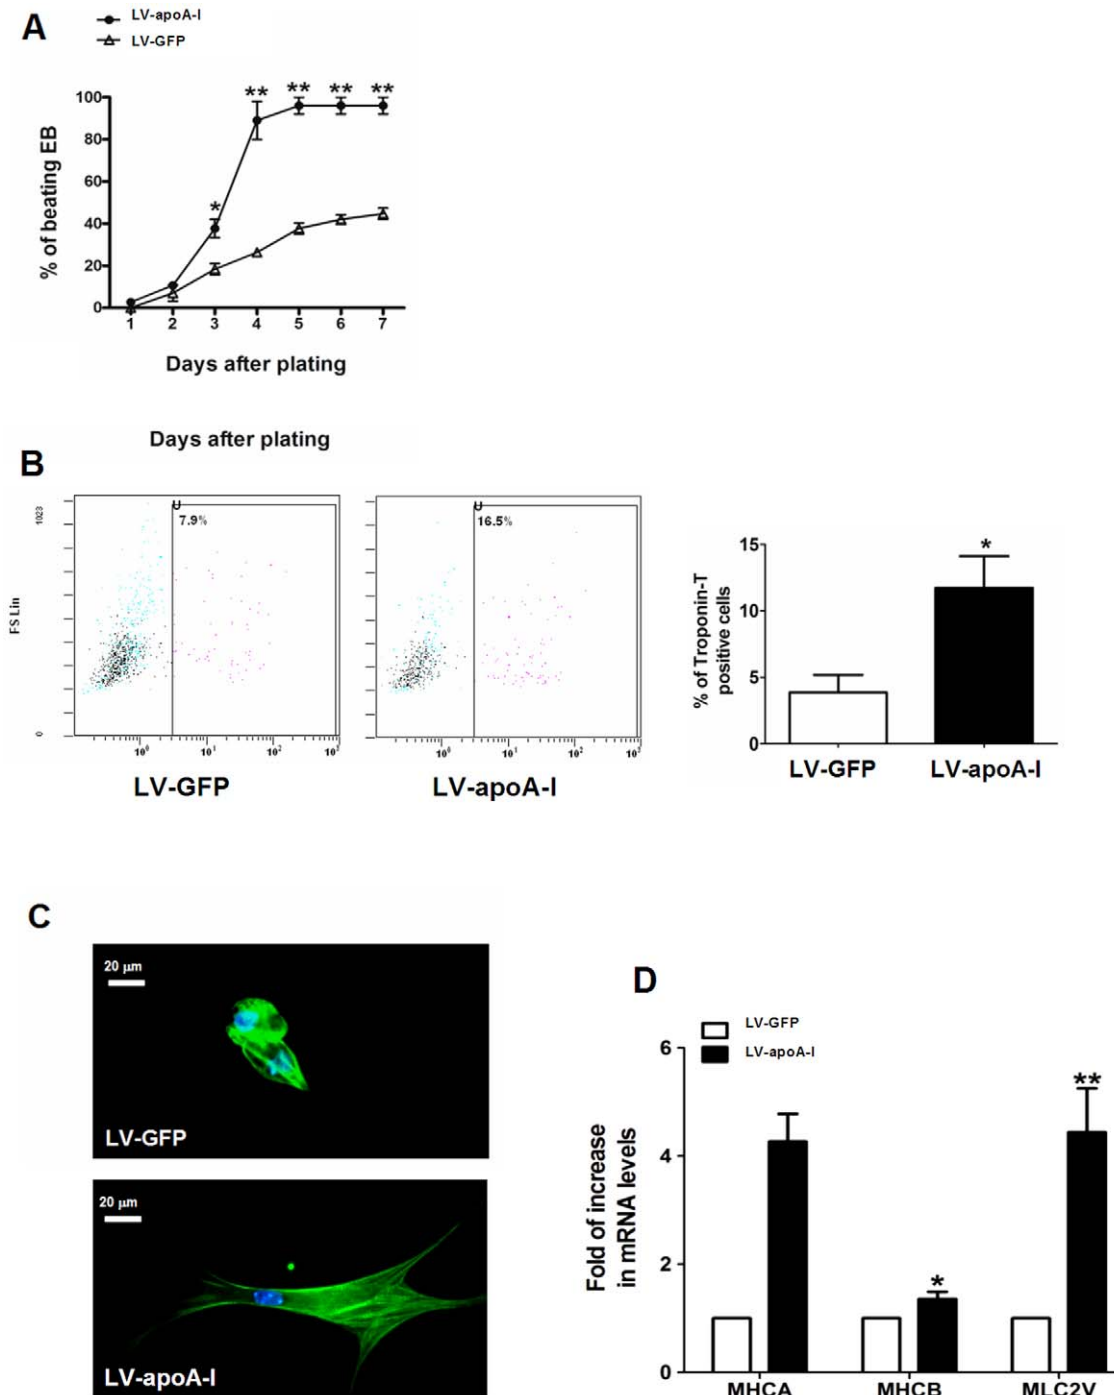 A
LV-apoA-I
LV-GFP
% of beating EB
100
80
60
40
20
0
* ** ** ** **
1 2 3 4 5 6 7
Days after plating
Days after plating
B
FS Lin
1023
0
U
7.9%
10⁰ 10¹ 10² 10³
LV-GFP
U
16.5%
10⁰ 10¹ 10² 10³
LV-apoA-I
% of Troponin-T
positive cells
15
10
5
0
*
LV-GFP LV-apoA-I
C
20 μm
LV-GFP
20 μm
LV-apoA-I
D
LV-GFP
LV-apoA-I
Fold of increase
in mRNA levels
6
4
2
0
* **
MHCA MHCB MLC2V